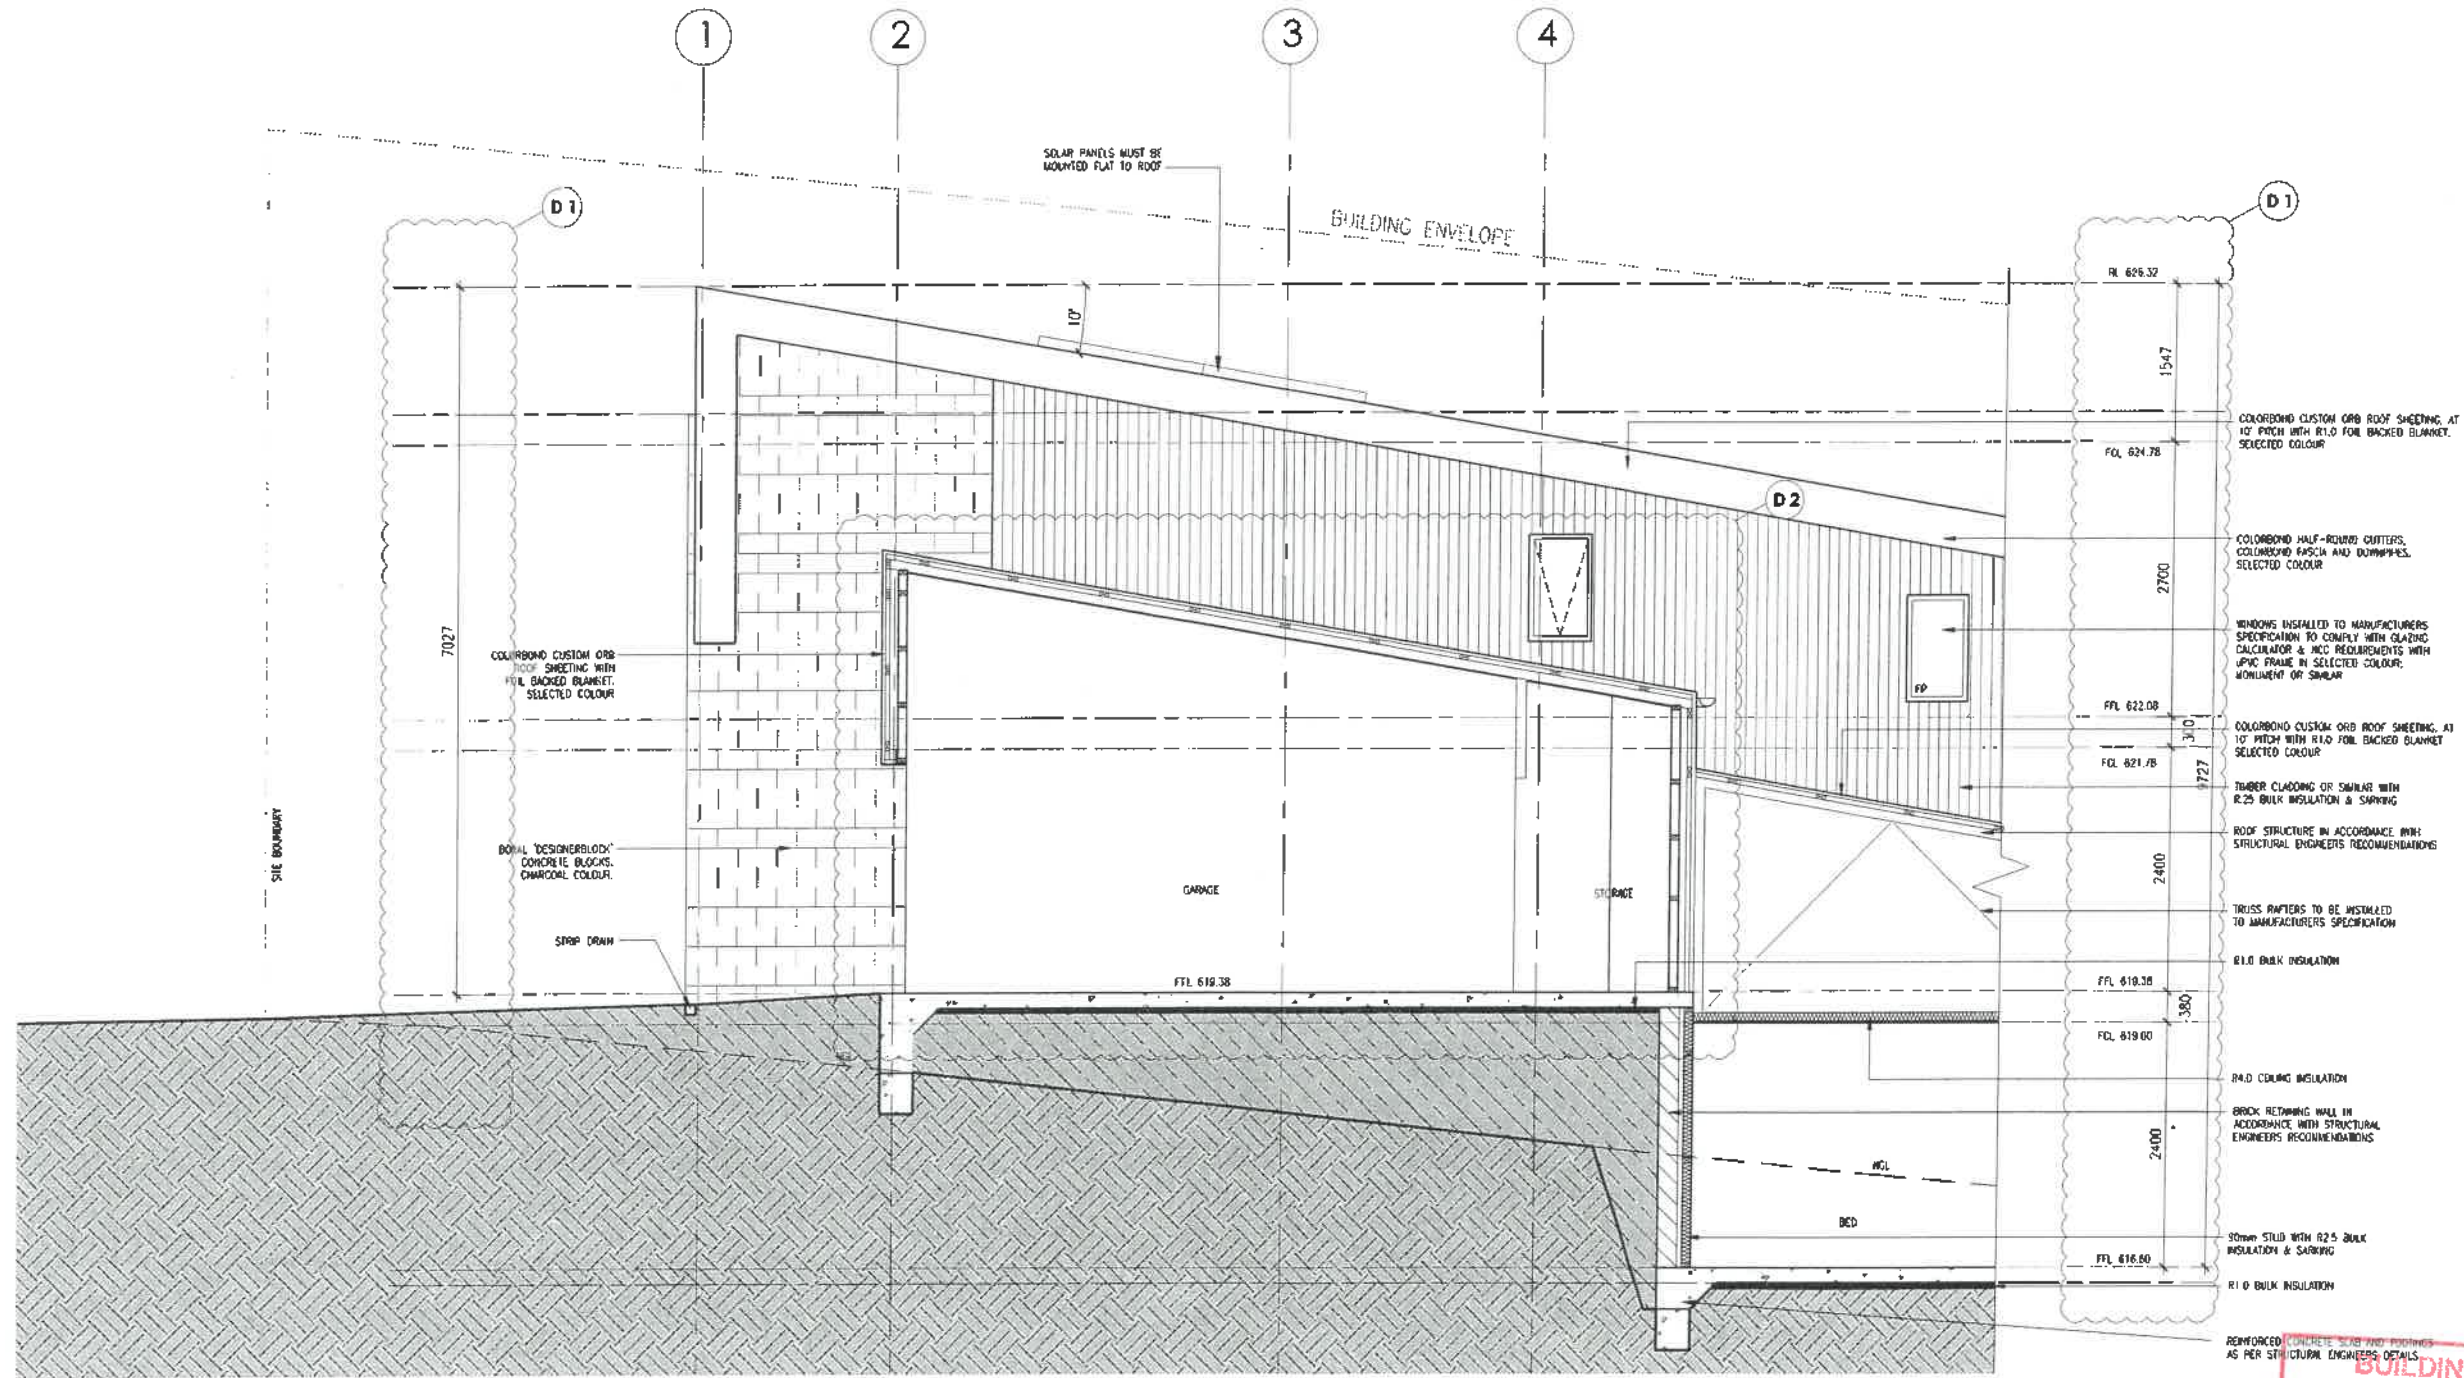 1
2
3
4
SOLAR PANELS MUST BE
MOUNTED FLAT TO ROOF
D1
D1
BUILDING ENVELOPE
RL 626.32
10°
1547
COLORBOND CUSTOM ORB ROOF SHEETING, AT
10° PITCH WITH R1.0 FOIL BACKED BLANKET.
SELECTED COLOUR
FCL 624.78
D2
COLORBOND HALF-ROUND GUTTERS,
COLORBOND FASCIA AND DOWNPIPES.
SELECTED COLOUR
2700
7027
WINDOWS INSTALLED TO MANUFACTURERS
SPECIFICATION TO COMPLY WITH GLAZING
CALCULATOR & NCC REQUIREMENTS WITH
uPVC FRAME IN SELECTED COLOUR;
MONUMENT OR SIMILAR
COLORBOND CUSTOM ORB
ROOF SHEETING WITH
FOIL BACKED BLANKET.
SELECTED COLOUR
FP
FFL 622.08
300
COLORBOND CUSTOM ORB ROOF SHEETING, AT
10° PITCH WITH R1.0 FOIL BACKED BLANKET
SELECTED COLOUR
FCL 621.78
9727
TIMBER CLADDING OR SIMILAR WITH
R.25 BULK INSULATION & SARKING
SITE BOUNDARY
BORAL 'DESIGNERBLOCK'
CONCRETE BLOCKS.
CHARCOAL COLOUR.
ROOF STRUCTURE IN ACCORDANCE WITH
STRUCTURAL ENGINEERS RECOMMENDATIONS
2400
GARAGE
STORAGE
TRUSS RAFTERS TO BE INSTALLED
TO MANUFACTURERS SPECIFICATION
STRIP DRAIN
R1.0 BULK INSULATION
FFL 619.38
FFL 619.38
380
FCL 619.00
R4.0 CEILING INSULATION
BRICK RETAINING WALL IN
ACCORDANCE WITH STRUCTURAL
ENGINEERS RECOMMENDATIONS
2400
NGL
BED
90mm STUD WITH R2.5 BULK
INSULATION & SARKING
FFL 616.60
R1.0 BULK INSULATION
REINFORCED CONCRETE SLAB AND FOOTINGS
AS PER STRUCTURAL ENGINEERS DETAILS
BUILDIN